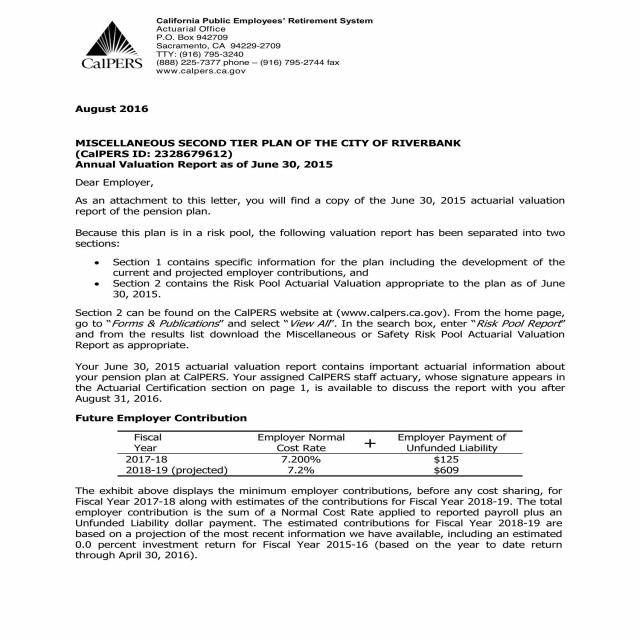 California Public Employees' Retirement System
Actuarial Office
P.O. Box 942709
Sacramento, CA 94229-2709
TTY: (916) 795-3240
(888) 225-7377 phone – (916) 795-2744 fax
www.calpers.ca.gov
CalPERS
August 2016
MISCELLANEOUS SECOND TIER PLAN OF THE CITY OF RIVERBANK
(CalPERS ID: 2328679612)
Annual Valuation Report as of June 30, 2015
Dear Employer,
As an attachment to this letter, you will find a copy of the June 30, 2015 actuarial valuation
report of the pension plan.
Because this plan is in a risk pool, the following valuation report has been separated into two
sections:
• Section 1 contains specific information for the plan including the development of the
current and projected employer contributions, and
• Section 2 contains the Risk Pool Actuarial Valuation appropriate to the plan as of June
30, 2015.
Section 2 can be found on the CalPERS website at (www.calpers.ca.gov). From the home page,
go to "Forms & Publications" and select "View All". In the search box, enter "Risk Pool Report"
and from the results list download the Miscellaneous or Safety Risk Pool Actuarial Valuation
Report as appropriate.
Your June 30, 2015 actuarial valuation report contains important actuarial information about
your pension plan at CalPERS. Your assigned CalPERS staff actuary, whose signature appears in
the Actuarial Certification section on page 1, is available to discuss the report with you after
August 31, 2016.
Future Employer Contribution
Fiscal Employer Normal + Employer Payment of
Year Cost Rate Unfunded Liability
2017-18 7.200% $125
2018-19 (projected) 7.2% $609
The exhibit above displays the minimum employer contributions, before any cost sharing, for
Fiscal Year 2017-18 along with estimates of the contributions for Fiscal Year 2018-19. The total
employer contribution is the sum of a Normal Cost Rate applied to reported payroll plus an
Unfunded Liability dollar payment. The estimated contributions for Fiscal Year 2018-19 are
based on a projection of the most recent information we have available, including an estimated
0.0 percent investment return for Fiscal Year 2015-16 (based on the year to date return
through April 30, 2016).